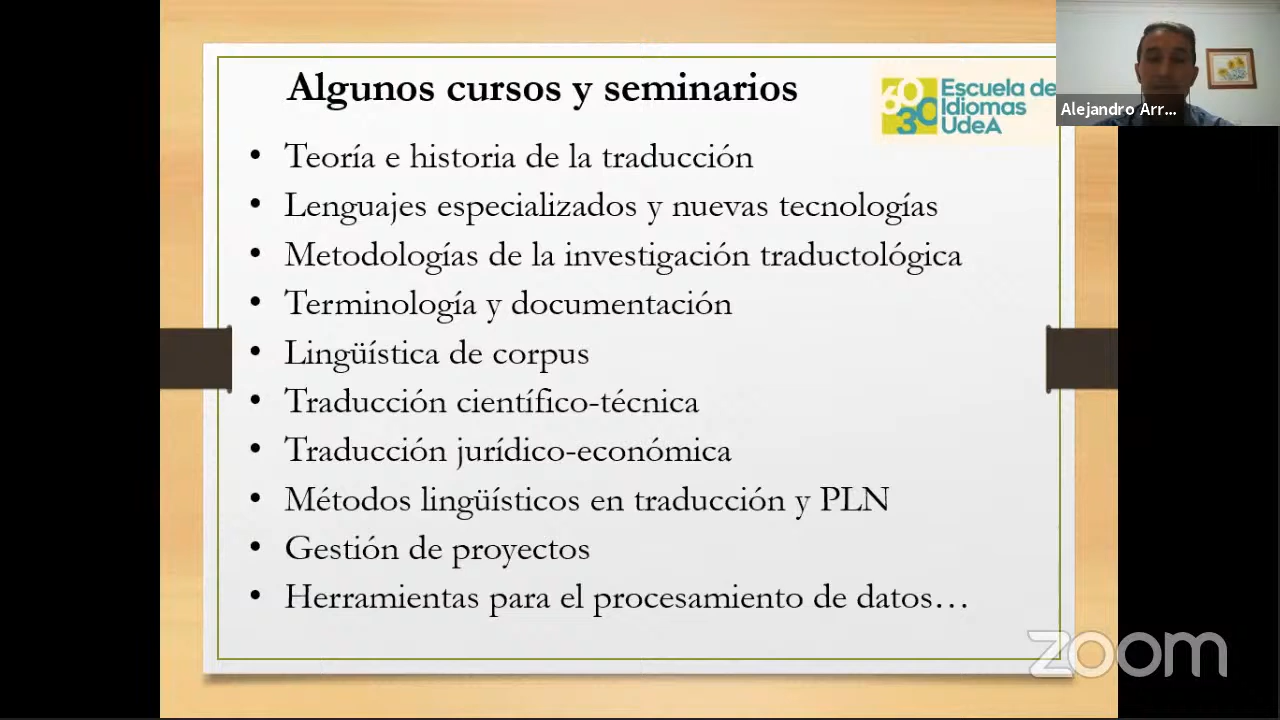 Algunos cursos y seminarios
60
30
Escuela de
Idiomas
UdeA
Alejandro Arr...
• Teoría e historia de la traducción
• Lenguajes especializados y nuevas tecnologías
• Metodologías de la investigación traductológica
• Terminología y documentación
• Lingüística de corpus
• Traducción científico-técnica
• Traducción jurídico-económica
• Métodos lingüísticos en traducción y PLN
• Gestión de proyectos
• Herramientas para el procesamiento de datos…
zoom